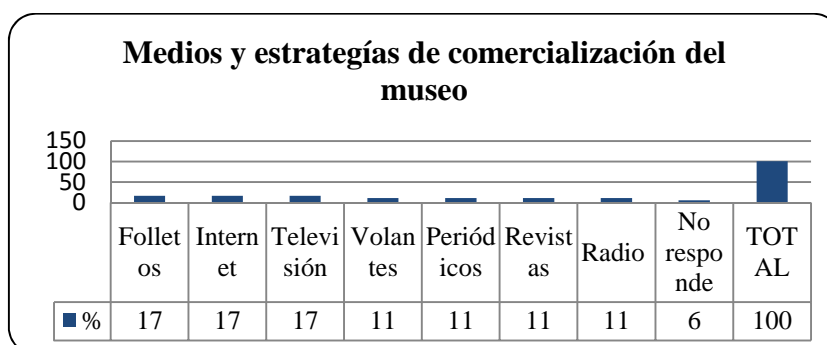 Medios y estrategías de comercialización del
museo
150
100
50
0
Follet Intern Televi Volan Periód Revist Radio No TOT
os et sión tes icos as respo AL
nde
% 17 17 17 11 11 11 11 6 100